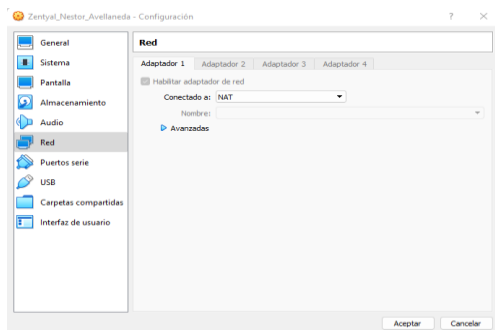 Zentyal_Nestor_Avellaneda - Configuración
General
Sistema
Pantalla
Almacenamiento
Audio
Red
Puertos serie
USB
Carpetas compartidas
Interfaz de usuario
Red
Adaptador 1 Adaptador 2 Adaptador 3 Adaptador 4
Habilitar adaptador de red
Conectado a: NAT
Nombre:
Avanzadas
Aceptar Cancelar